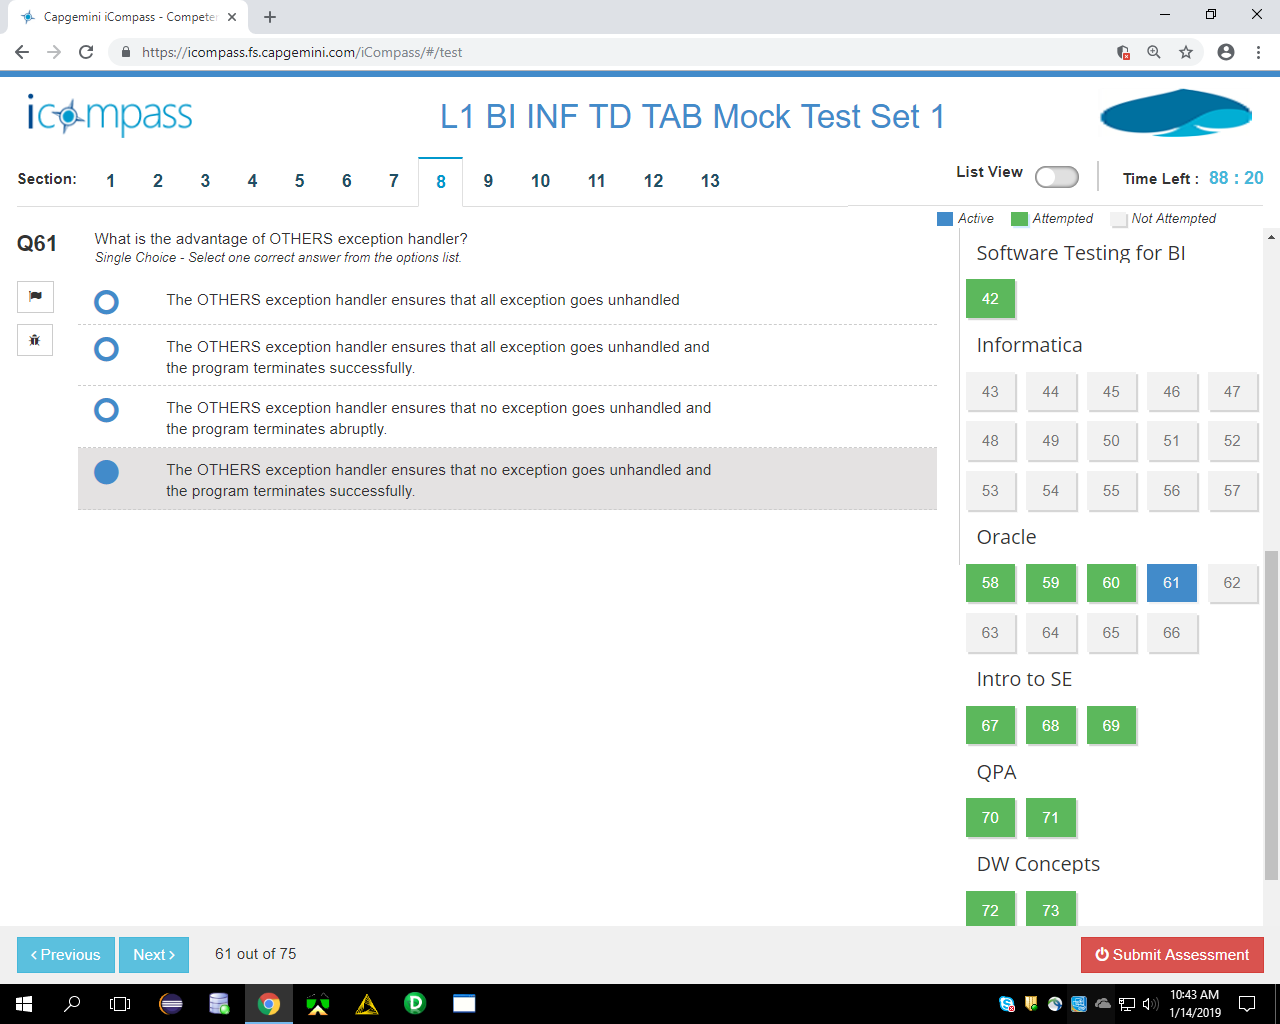 Capgemini iCompass - Competen
https://icompass.fs.capgemini.com/iCompass/#/test
icompass
L1 BI INF TD TAB Mock Test Set 1
Section: 1 2 3 4 5 6 7 8 9 10 11 12 13
List View
Time Left : 88 : 20
Active Attempted Not Attempted
Q61
What is the advantage of OTHERS exception handler?
Single Choice - Select one correct answer from the options list.
The OTHERS exception handler ensures that all exception goes unhandled
The OTHERS exception handler ensures that all exception goes unhandled and
the program terminates successfully.
The OTHERS exception handler ensures that no exception goes unhandled and
the program terminates abruptly.
The OTHERS exception handler ensures that no exception goes unhandled and
the program terminates successfully.
Software Testing for BI
42
Informatica
43 44 45 46 47
48 49 50 51 52
53 54 55 56 57
Oracle
58 59 60 61 62
63 64 65 66
Intro to SE
67 68 69
QPA
70 71
DW Concepts
72 73
Previous
Next
61 out of 75
Submit Assessment
10:43 AM
1/14/2019